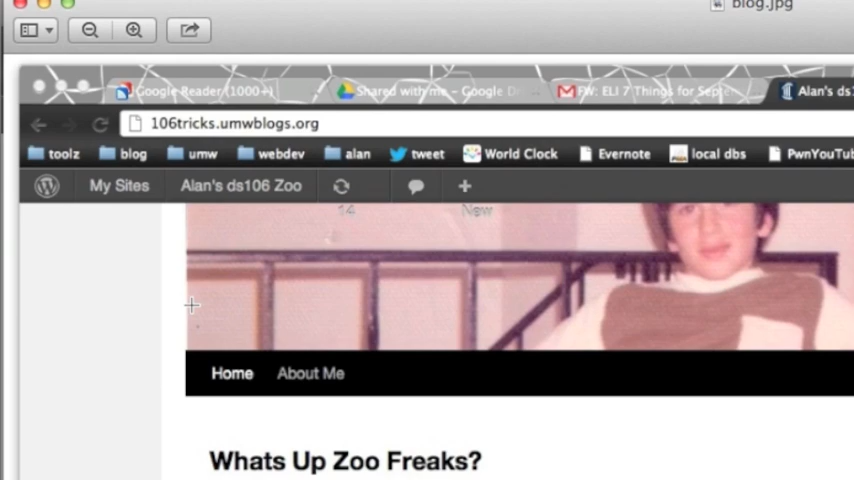 blog.jpg
Google Reader (1000+)
Shared with me - Google
FW: ELI 7 Things for
Alan's ds
106tricks.umwblogs.org
toolz blog umw webdev alan tweet World Clock Evernote local dbs PwnYouTub
My Sites Alan's ds106 Zoo
14 New
Home About Me
Whats Up Zoo Freaks?